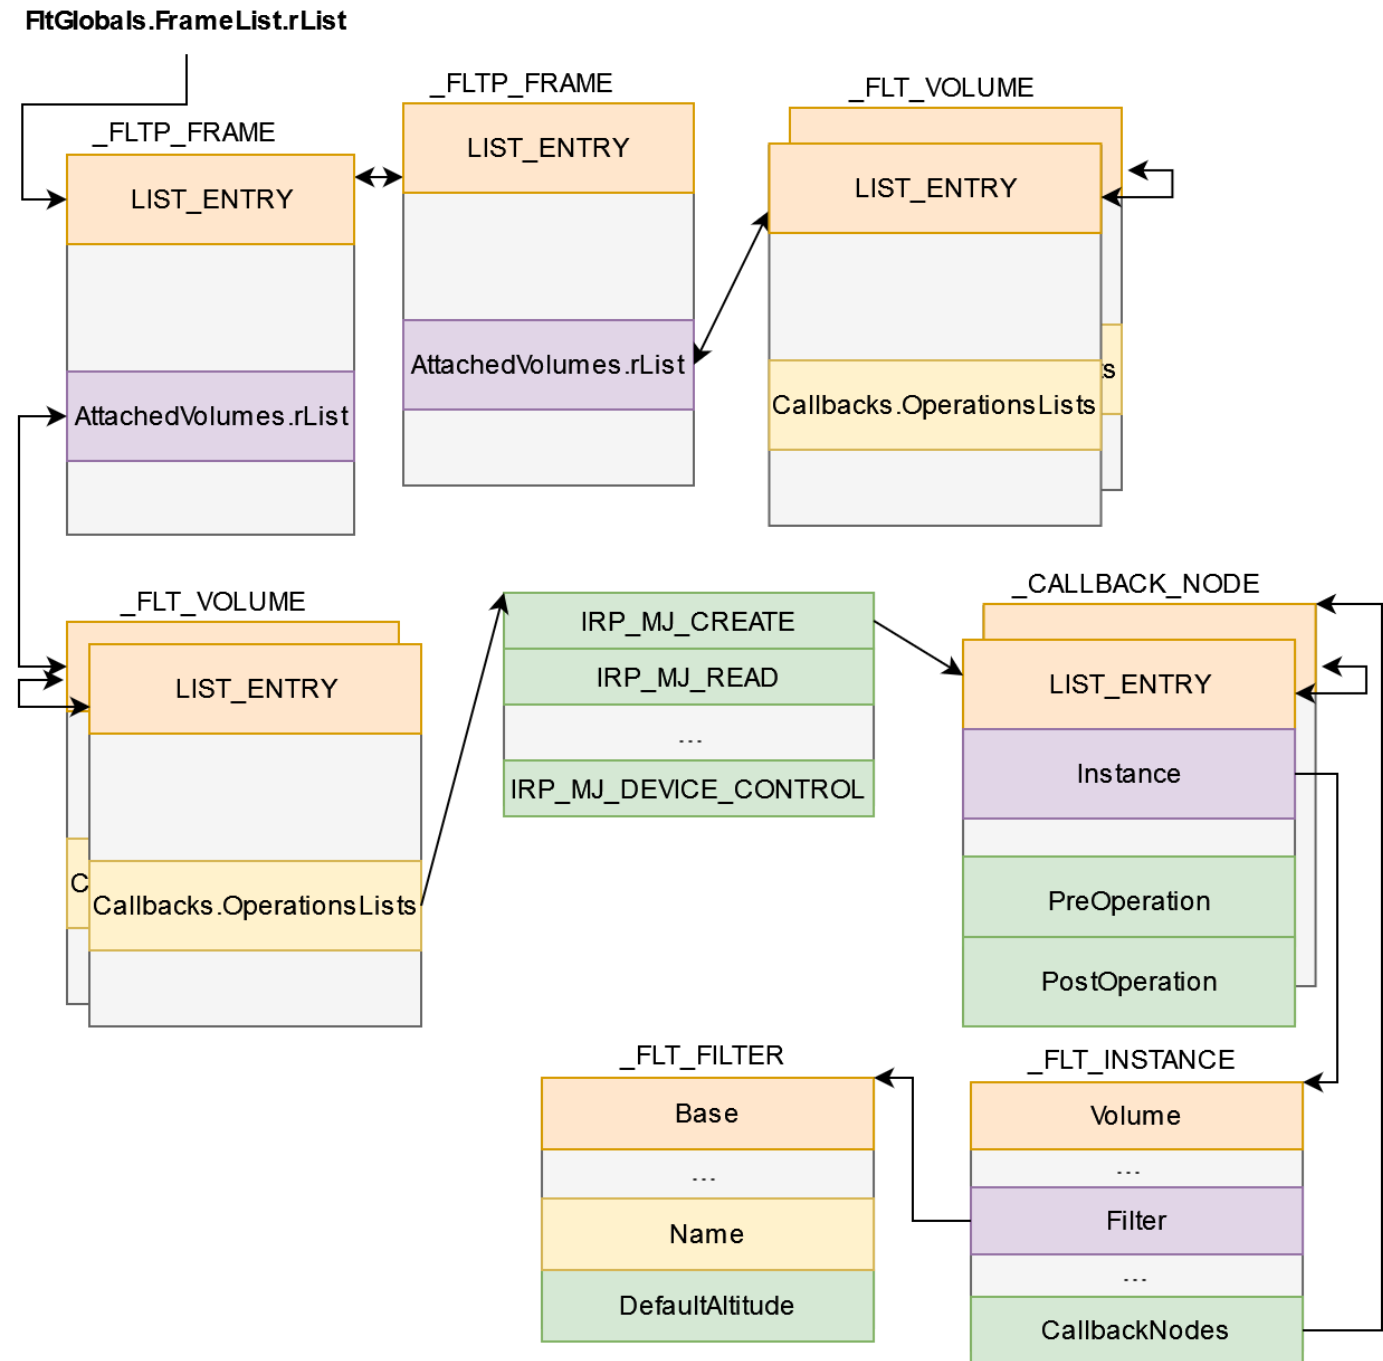 FltGlobals.FrameList.rList
_FLTP_FRAME
_FLTP_FRAME
_FLT_VOLUME
LIST_ENTRY
LIST_ENTRY
LIST_ENTRY
AttachedVolumes.rList
AttachedVolumes.rList
Callbacks.OperationsLists
ts
_FLT_VOLUME
LIST_ENTRY
C
Callbacks.OperationsLists
IRP_MJ_CREATE
IRP_MJ_READ
...
IRP_MJ_DEVICE_CONTROL
_CALLBACK_NODE
LIST_ENTRY
Instance
PreOperation
PostOperation
_FLT_FILTER
Base
...
Name
DefaultAltitude
_FLT_INSTANCE
Volume
...
Filter
...
CallbackNodes